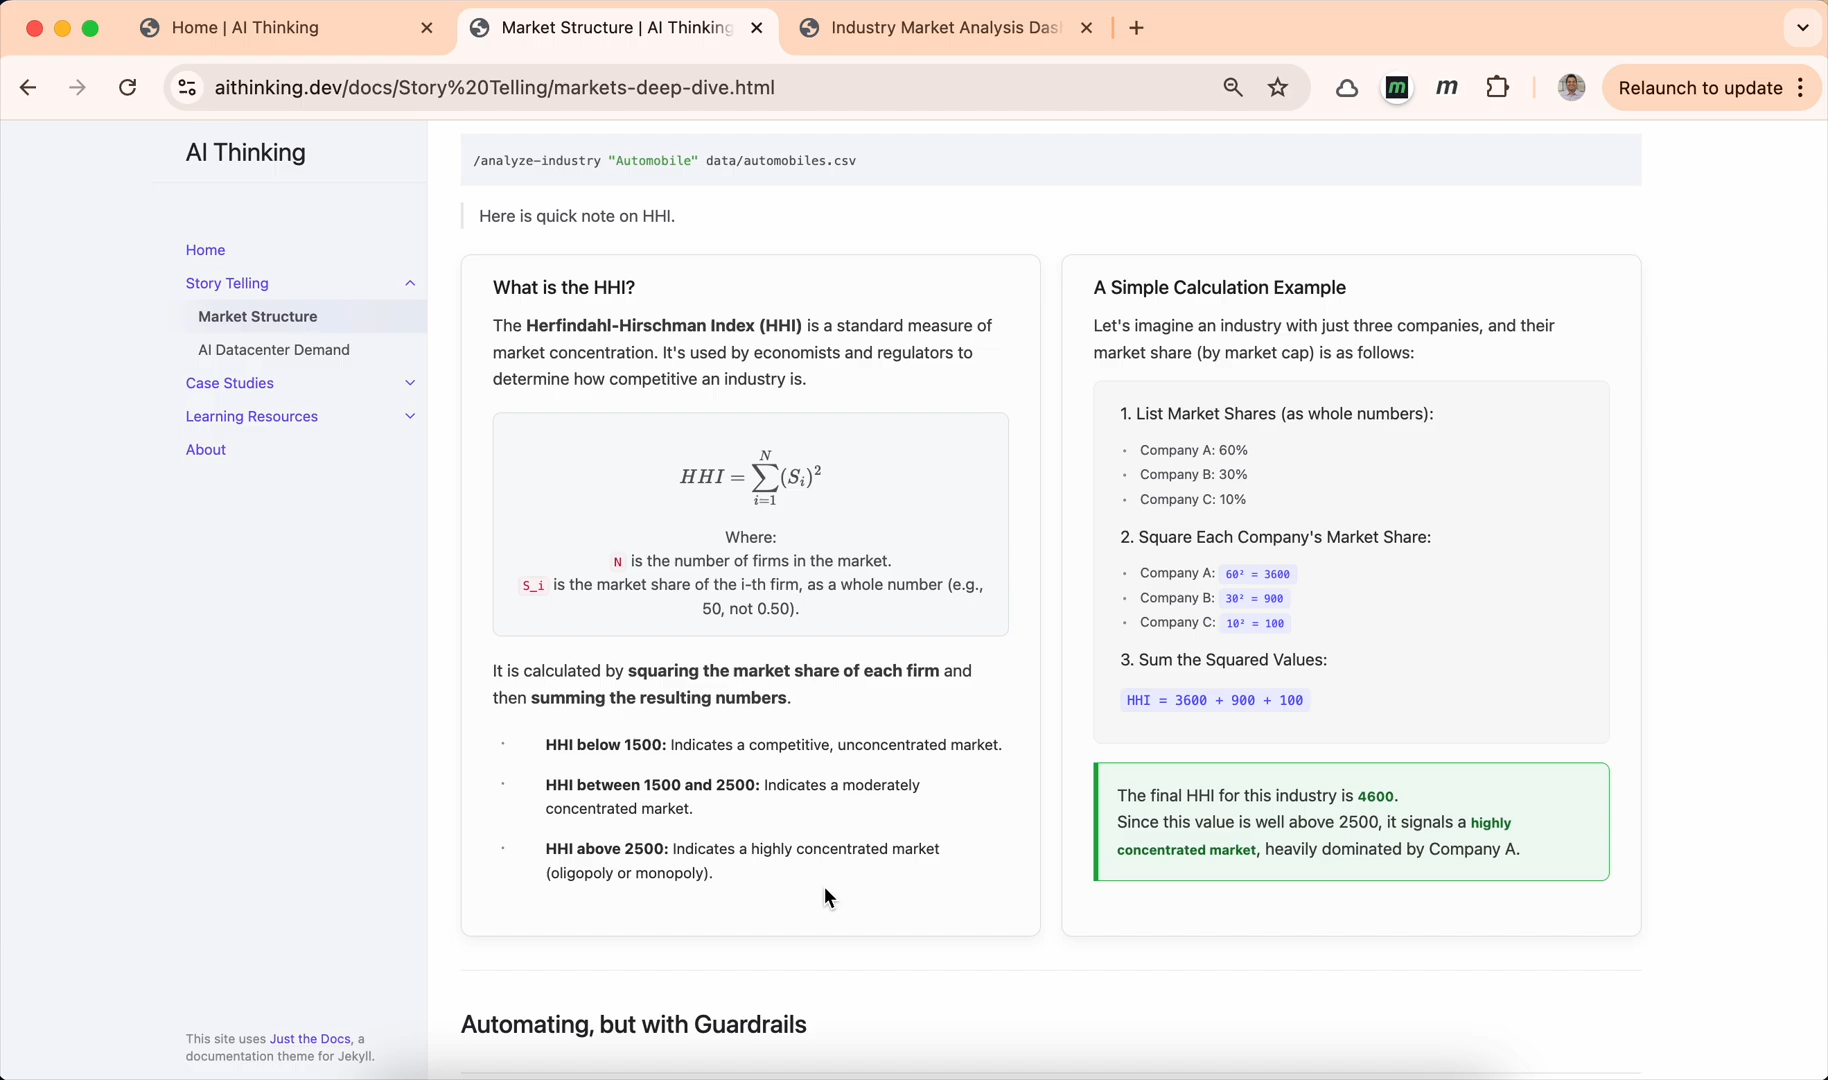 Home | AI Thinking
Market Structure | AI Thinking
Industry Market Analysis Das
aithinking.dev/docs/Story%20Telling/markets-deep-dive.html
m
m
Relaunch to update
AI Thinking
Home
Story Telling
Market Structure
AI Datacenter Demand
Case Studies
Learning Resources
About
This site uses Just the Docs, a
documentation theme for Jekyll.
/analyze-industry "Automobile" data/automobiles.csv
Here is quick note on HHI.
What is the HHI?
The Herfindahl-Hirschman Index (HHI) is a standard measure of
market concentration. It's used by economists and regulators to
determine how competitive an industry is.
HHI = ∑_{i=1}^{N} (S_i)²
Where:
N is the number of firms in the market.
S_i is the market share of the i-th firm, as a whole number (e.g.,
50, not 0.50).
It is calculated by squaring the market share of each firm and
then summing the resulting numbers.
· HHI below 1500: Indicates a competitive, unconcentrated market.
· HHI between 1500 and 2500: Indicates a moderately
concentrated market.
· HHI above 2500: Indicates a highly concentrated market
(oligopoly or monopoly).
A Simple Calculation Example
Let's imagine an industry with just three companies, and their
market share (by market cap) is as follows:
1. List Market Shares (as whole numbers):
· Company A: 60%
· Company B: 30%
· Company C: 10%
2. Square Each Company's Market Share:
· Company A: 60² = 3600
· Company B: 30² = 900
· Company C: 10² = 100
3. Sum the Squared Values:
HHI = 3600 + 900 + 100
The final HHI for this industry is 4600.
Since this value is well above 2500, it signals a highly
concentrated market, heavily dominated by Company A.
Automating, but with Guardrails